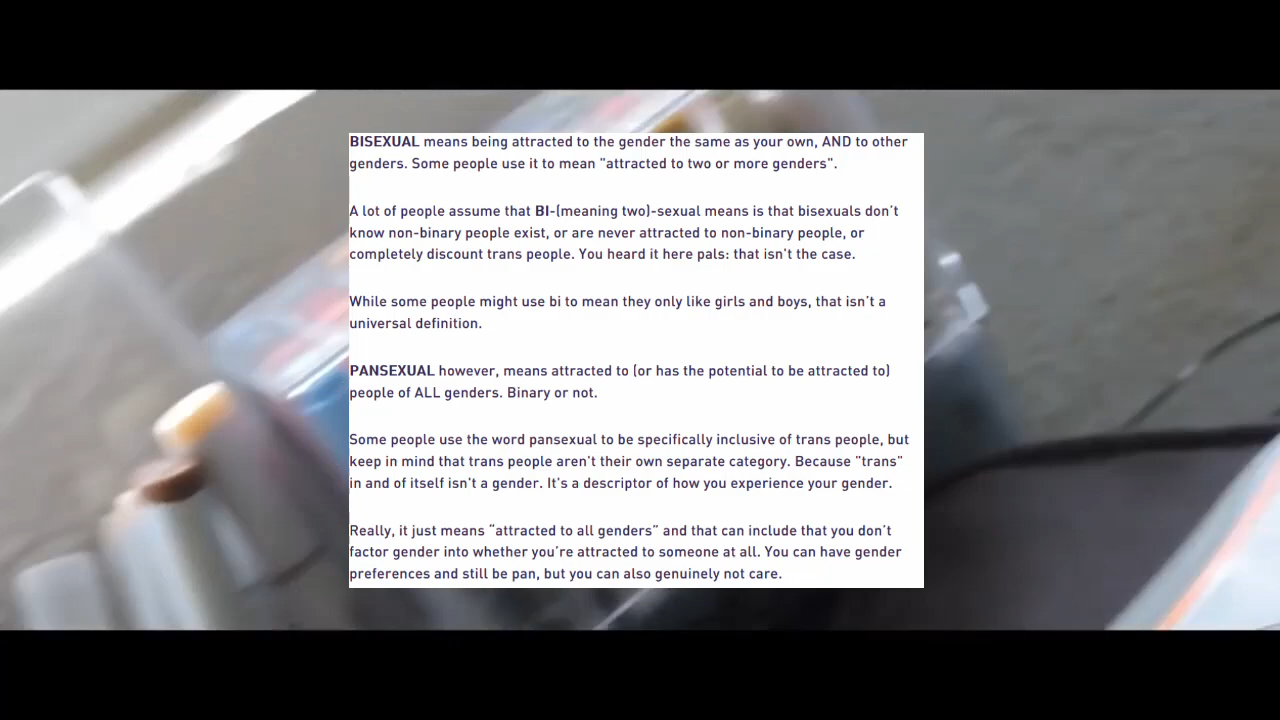 BISEXUAL means being attracted to the gender the same as your own, AND to other
genders. Some people use it to mean "attracted to two or more genders".
A lot of people assume that BI-(meaning two)-sexual means is that bisexuals don't
know non-binary people exist, or are never attracted to non-binary people, or
completely discount trans people. You heard it here pals: that isn't the case.
While some people might use bi to mean they only like girls and boys, that isn't a
universal definition.
PANSEXUAL however, means attracted to (or has the potential to be attracted to)
people of ALL genders. Binary or not.
Some people use the word pansexual to be specifically inclusive of trans people, but
keep in mind that trans people aren't their own separate category. Because "trans"
in and of itself isn't a gender. It's a descriptor of how you experience your gender.
Really, it just means "attracted to all genders" and that can include that you don't
factor gender into whether you're attracted to someone at all. You can have gender
preferences and still be pan, but you can also genuinely not care.